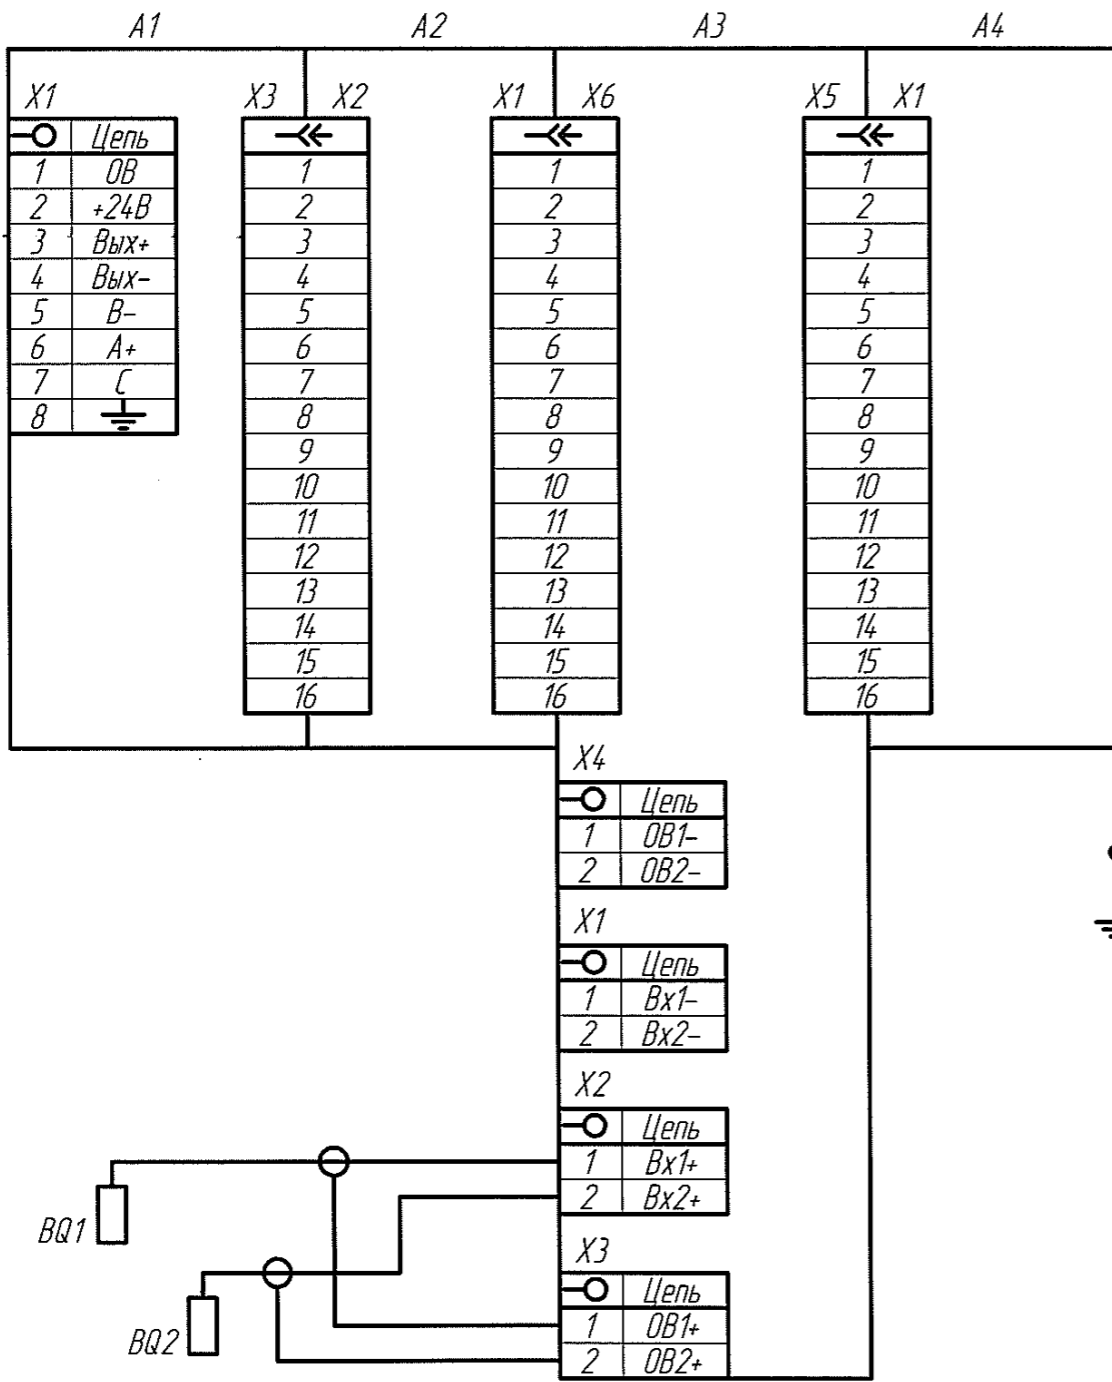 A1 A2 A3 A4
X1 X3 X2 X1 X6 X5 X1
Цепь
1 0В 1 1 1
2 +24В 2 2 2
3 Вых+ 3 3 3
4 Вых- 4 4 4
5 B- 5 5 5
6 A+ 6 6 6
7 C 7 7 7
8 8 8 8
9 9 9
10 10 10
11 11 11
12 12 12
13 13 13
14 14 14
15 15 15
16 16 16
X4
Цепь
1 0В1-
2 0В2-
X1
Цепь
1 Вх1-
2 Вх2-
X2
Цепь
1 Вх1+
2 Вх2+
BQ1
X3
Цепь
1 0В1+
BQ2
2 0В2+